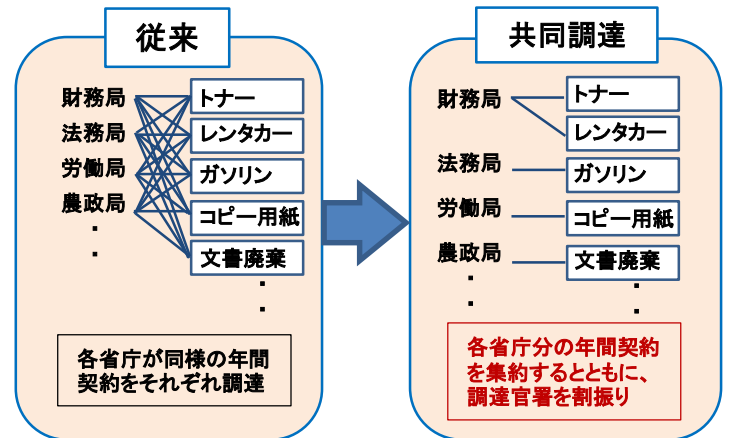 従来
財務局
法務局
労働局
農政局
・
・
トナー
レンタカー
ガソリン
コピー用紙
文書廃棄
・
・
各省庁が同様の年間
契約をそれぞれ調達
共同調達
財務局
法務局
労働局
農政局
・
・
トナー
レンタカー
ガソリン
コピー用紙
文書廃棄
・
・
各省庁分の年間契約
を集約するとともに、
調達官署を割振り